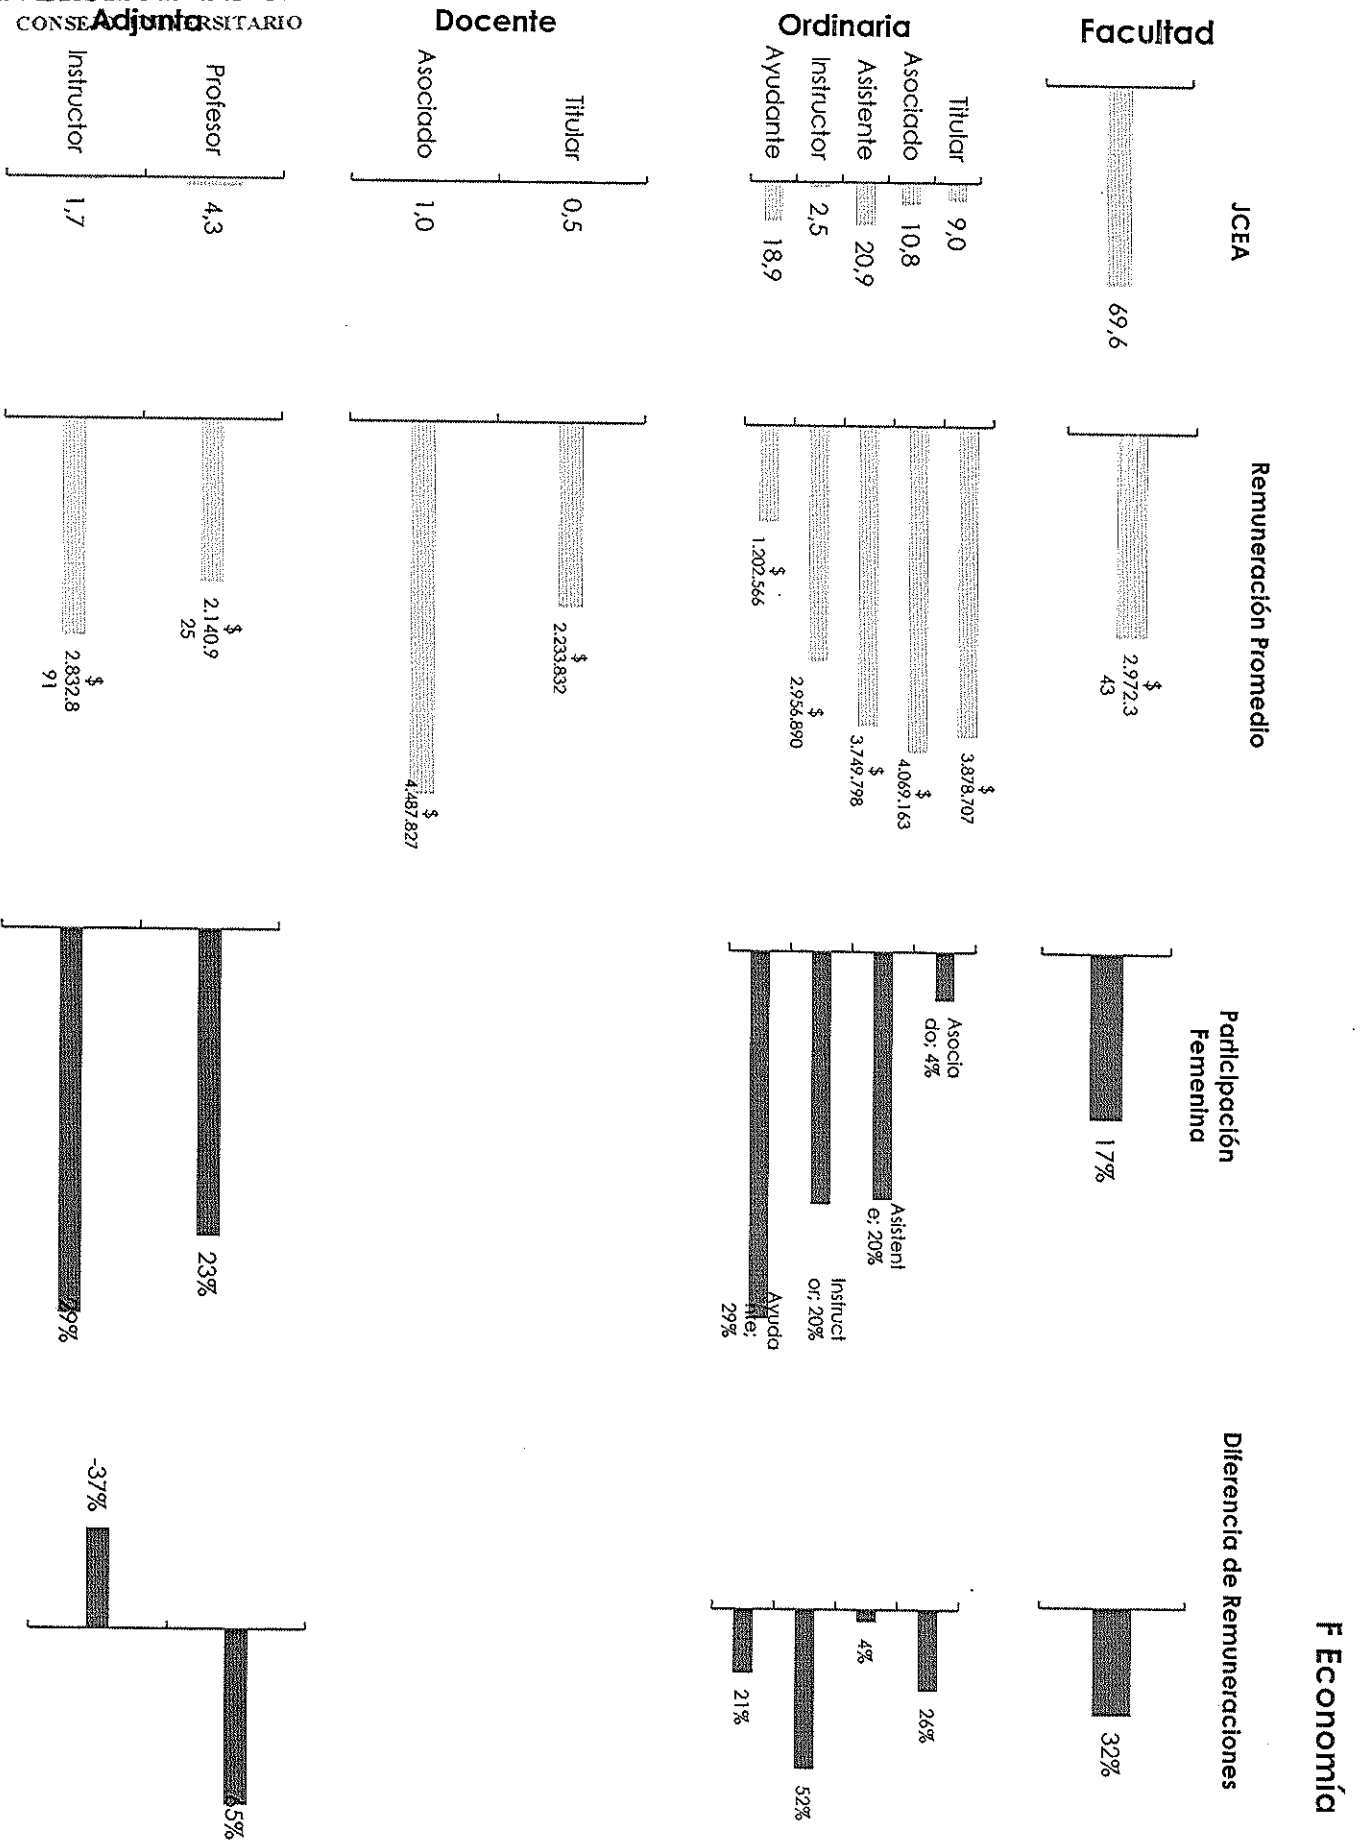 F Economía
JCEA
Remuneración Promedio
Participación
Femenina
Diferencia de Remuneraciones
Facultad
69,6
$
2.972.3
43
17%
32%
Ordinaria
Titular
Asociado
Asistente
Instructor
Ayudante
9,0
10,8
20,9
2,5
18,9
$
3.878.707
$
4.069.163
$
3.749.798
$
2.956.890
$
1.202.566
Asocia
do; 4%
Asistent
e; 20%
Instruct
or; 20%
Ayuda
nte;
29%
26%
4%
52%
21%
Docente
Titular
Asociado
0,5
1,0
$
2.233.832
$
4.487.827
Adjunta
Profesor
Instructor
4,3
1,7
$
2.140.9
25
$
2.832.8
91
23%
29%
5%
-37%
CONSEJO UNIVERSITARIO